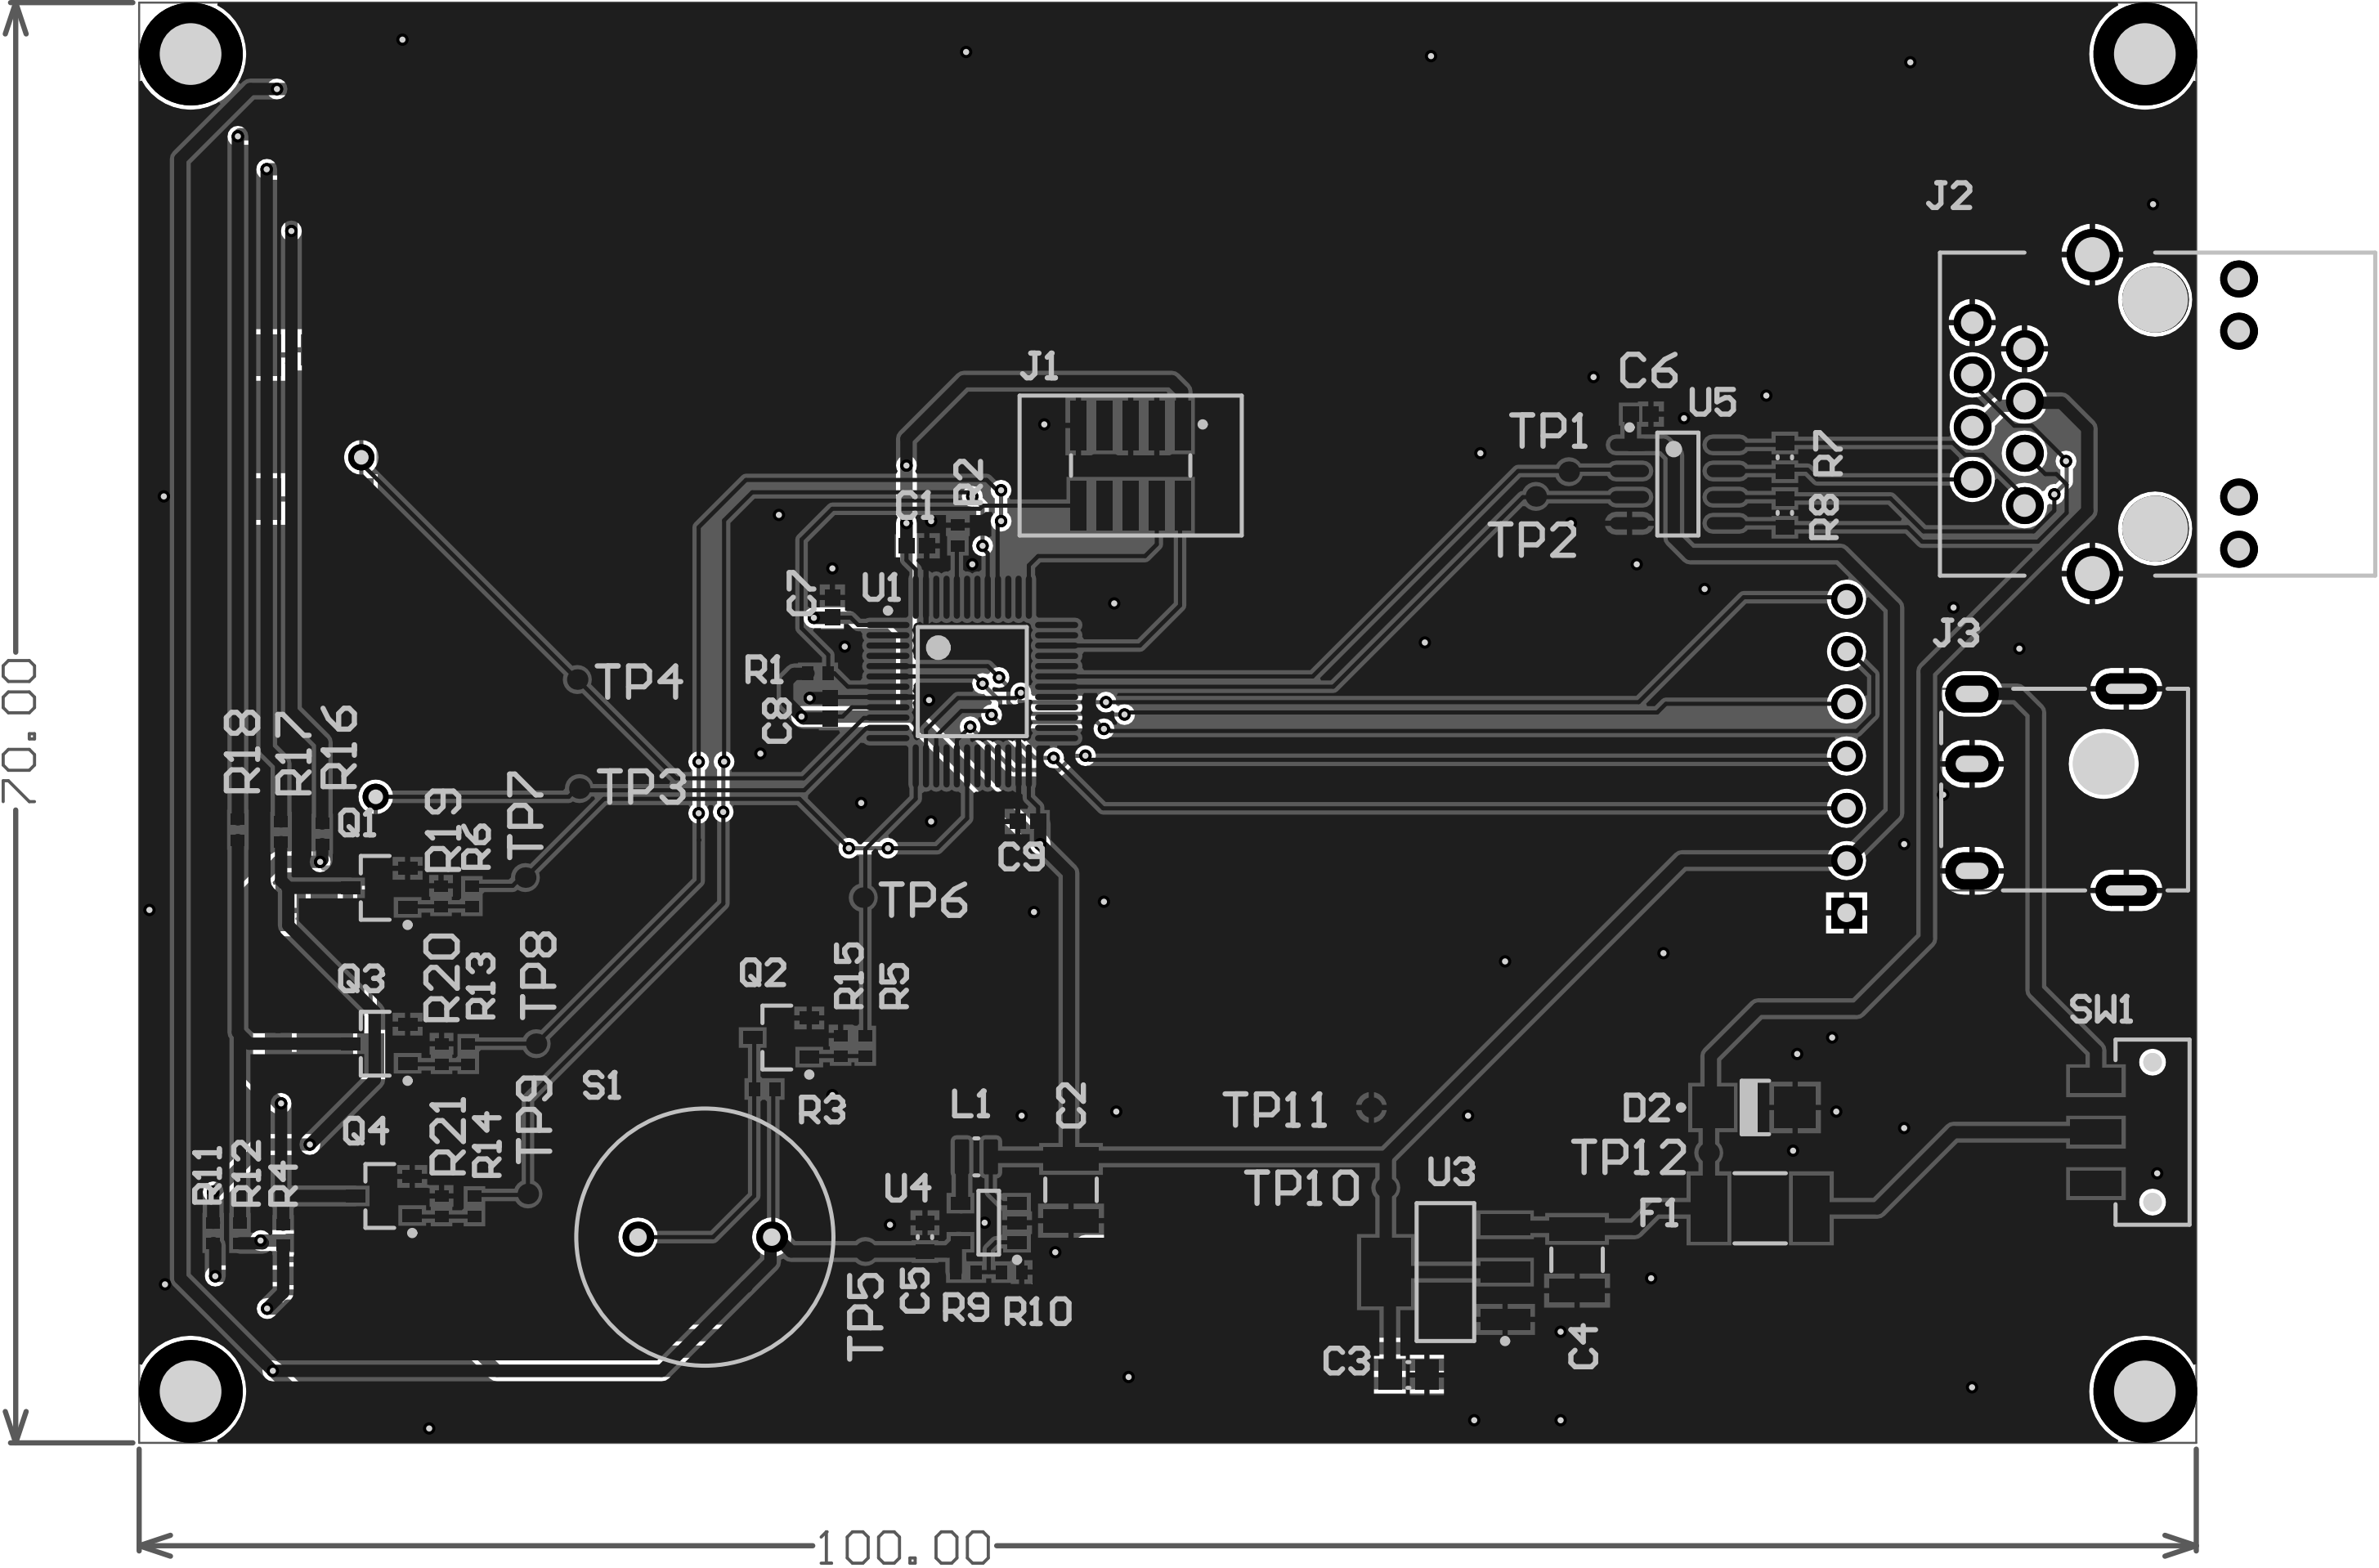 J2
J1
C6
U5
TP1
R7
R2
C1
R8
TP2
C7
U1
J3
R1
TP4
C8
R18
R17
R16
TP3
TP7
Q1
R19
R6
C9
TP6
70.00
Q3
R20
R13
TP8
Q2
R15
R5
SW1
S1
R3
L1
C2
TP11
D2
Q4
R21
R14
TP9
TP12
R11
R12
R4
U4
TP10
U3
F1
TP5
C5
R9
R10
C3
C4
100.00